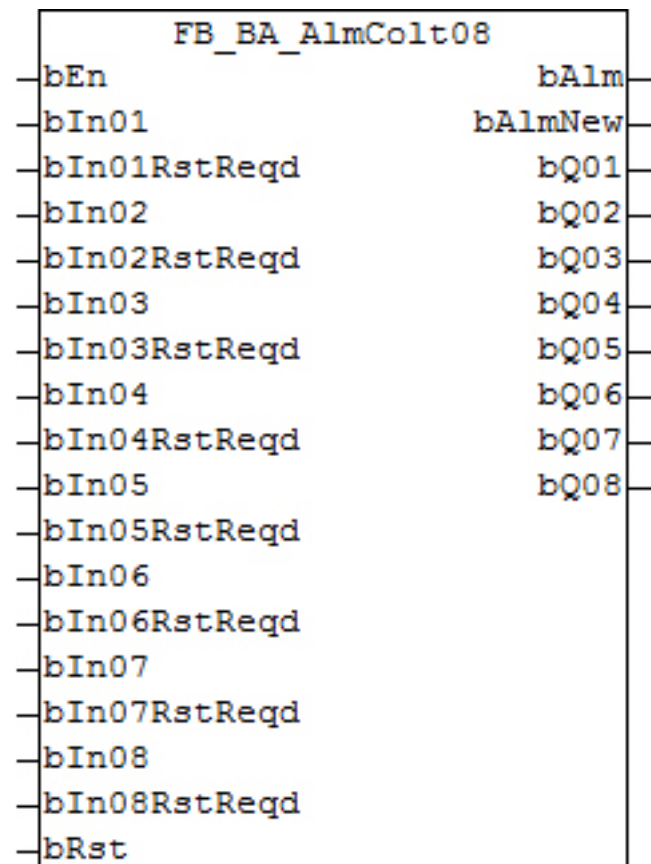 FB_BA_AlmColt08
bEn bAlm
bIn01 bAlmNew
bIn01RstReqd bQ01
bIn02 bQ02
bIn02RstReqd bQ03
bIn03 bQ04
bIn03RstReqd bQ05
bIn04 bQ06
bIn04RstReqd bQ07
bIn05 bQ08
bIn05RstReqd
bIn06
bIn06RstReqd
bIn07
bIn07RstReqd
bIn08
bIn08RstReqd
bRst